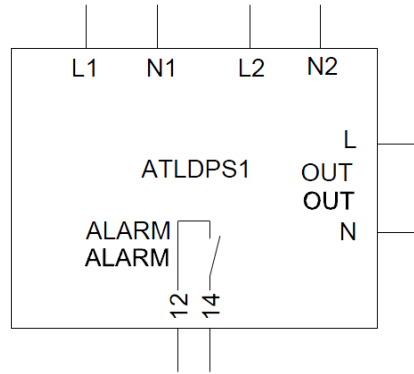 L1 N1 L2 N2
L
ATLDPS1
OUT
OUT
ALARM
N
ALARM
12 14